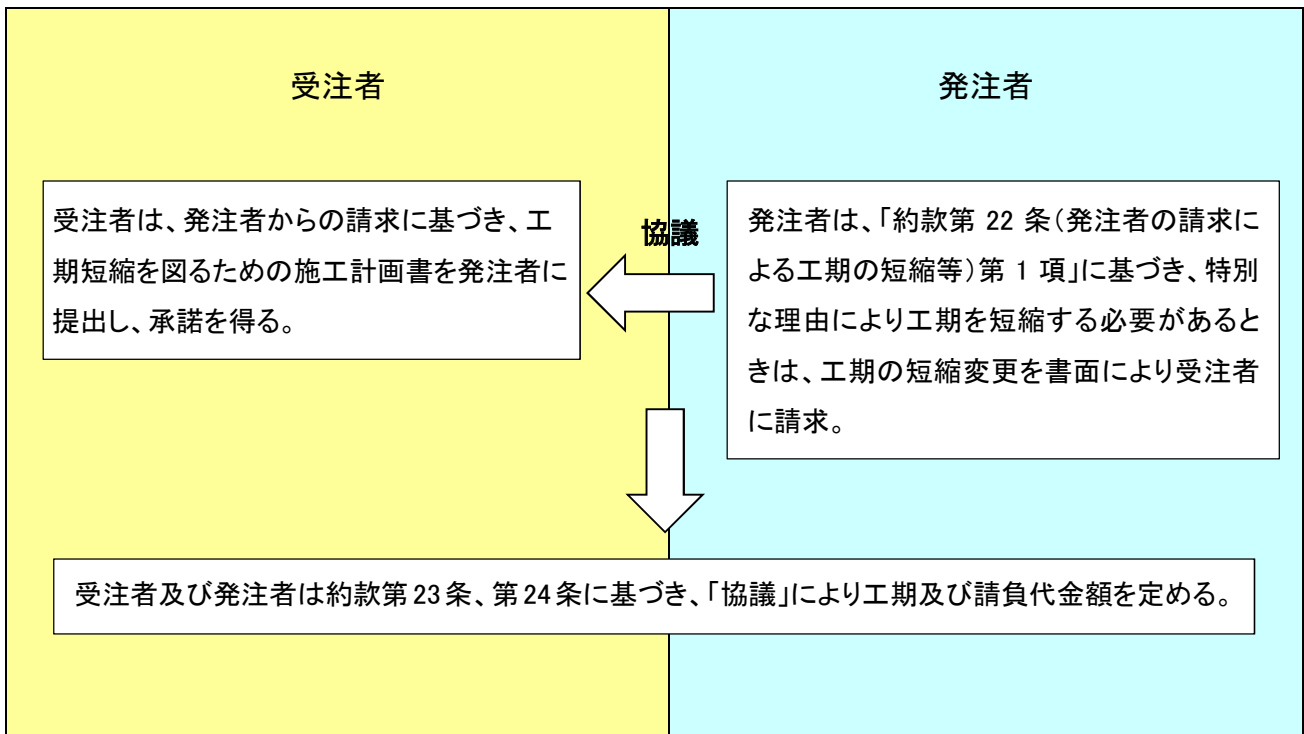 受注者
発注者
受注者は、発注者からの請求に基づき、工
期短縮を図るための施工計画書を発注者に
提出し、承諾を得る。
協議
発注者は、「約款第 22 条(発注者の請求に
よる工期の短縮等)第 1 項」に基づき、特別
な理由により工期を短縮する必要があると
きは、工期の短縮変更を書面により受注者
に請求。
受注者及び発注者は約款第23条、第24条に基づき、「協議」により工期及び請負代金額を定める。